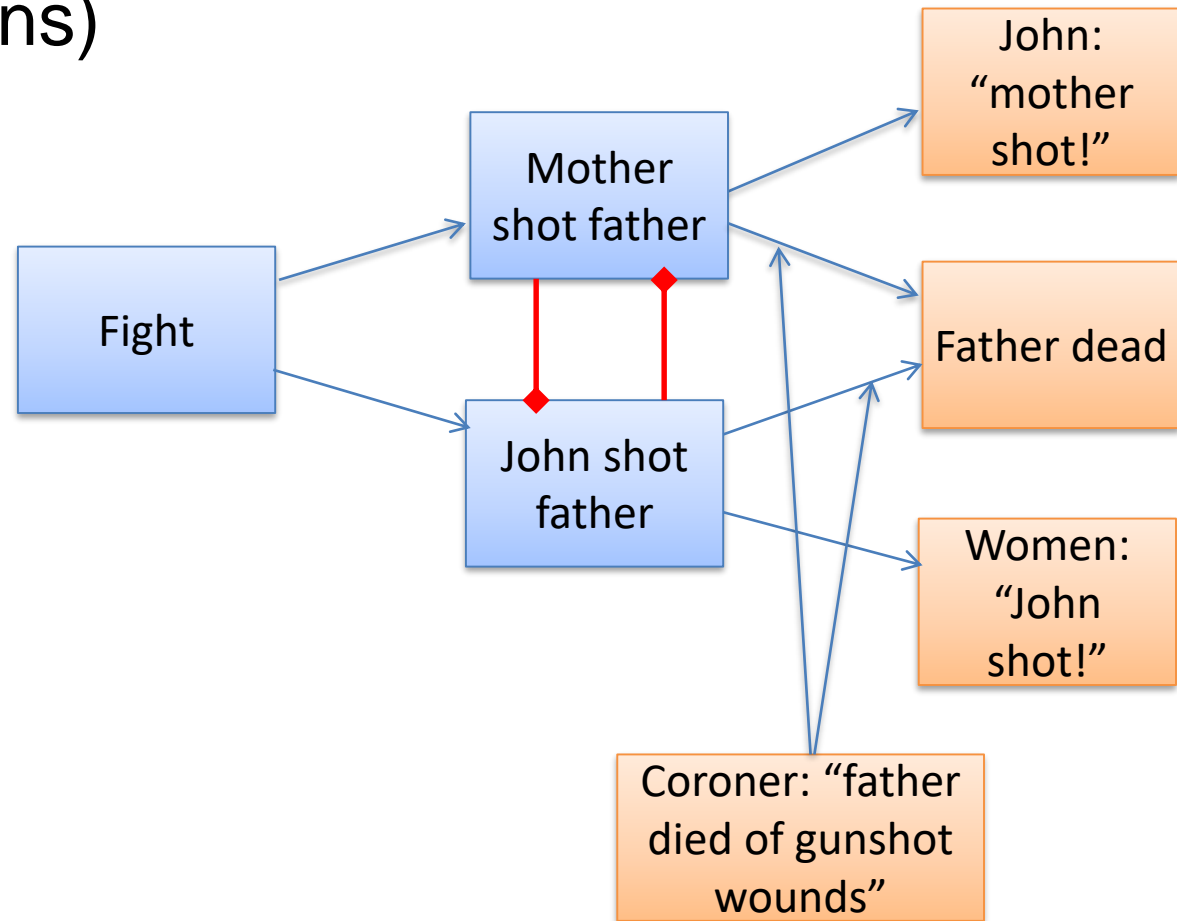 ns)
John:
“mother
shot!”
Mother
shot father
Fight
Father dead
John shot
father
Women:
“John
shot!”
Coroner: “father
died of gunshot
wounds”